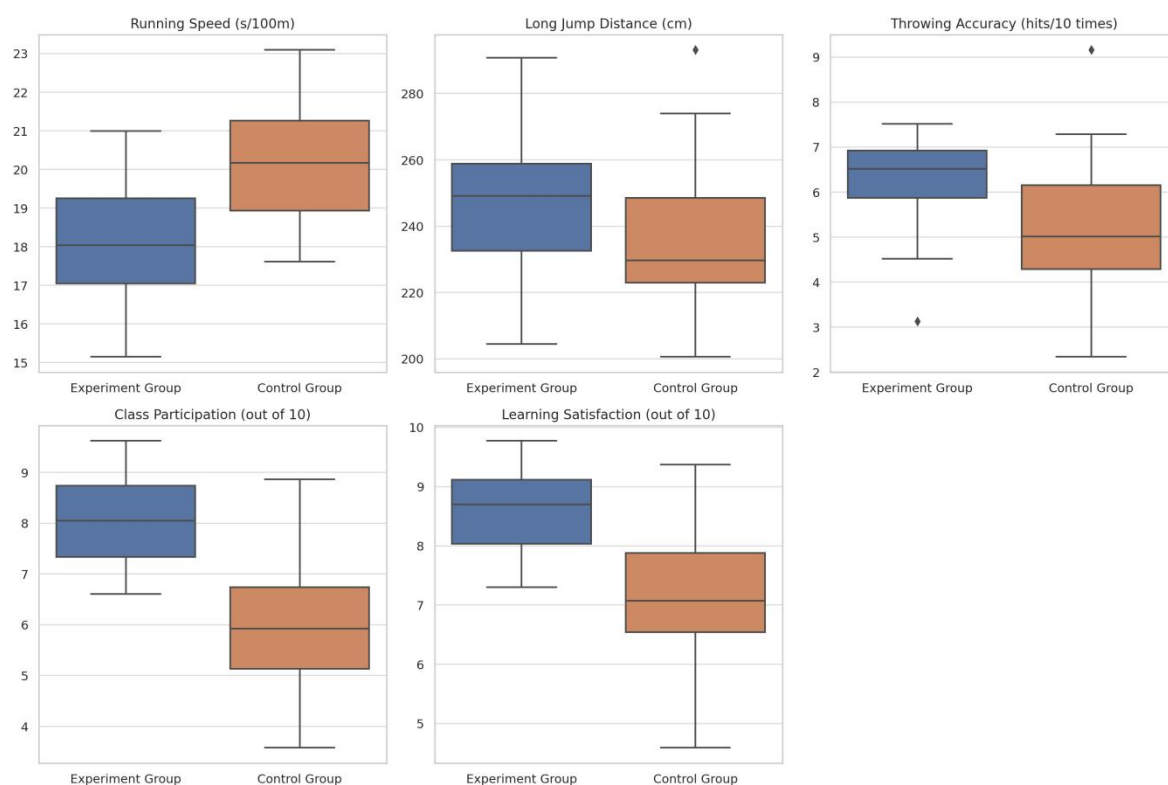 Running Speed (s/100m)
23
22
21
20
19
18
17
16
15
Experiment Group
Control Group
Long Jump Distance (cm)
280
260
240
220
200
Experiment Group
Control Group
Throwing Accuracy (hits/10 times)
9
8
7
6
5
4
3
2
Experiment Group
Control Group
Class Participation (out of 10)
9
8
7
6
5
4
Experiment Group
Control Group
Learning Satisfaction (out of 10)
10
9
8
7
6
5
Experiment Group
Control Group